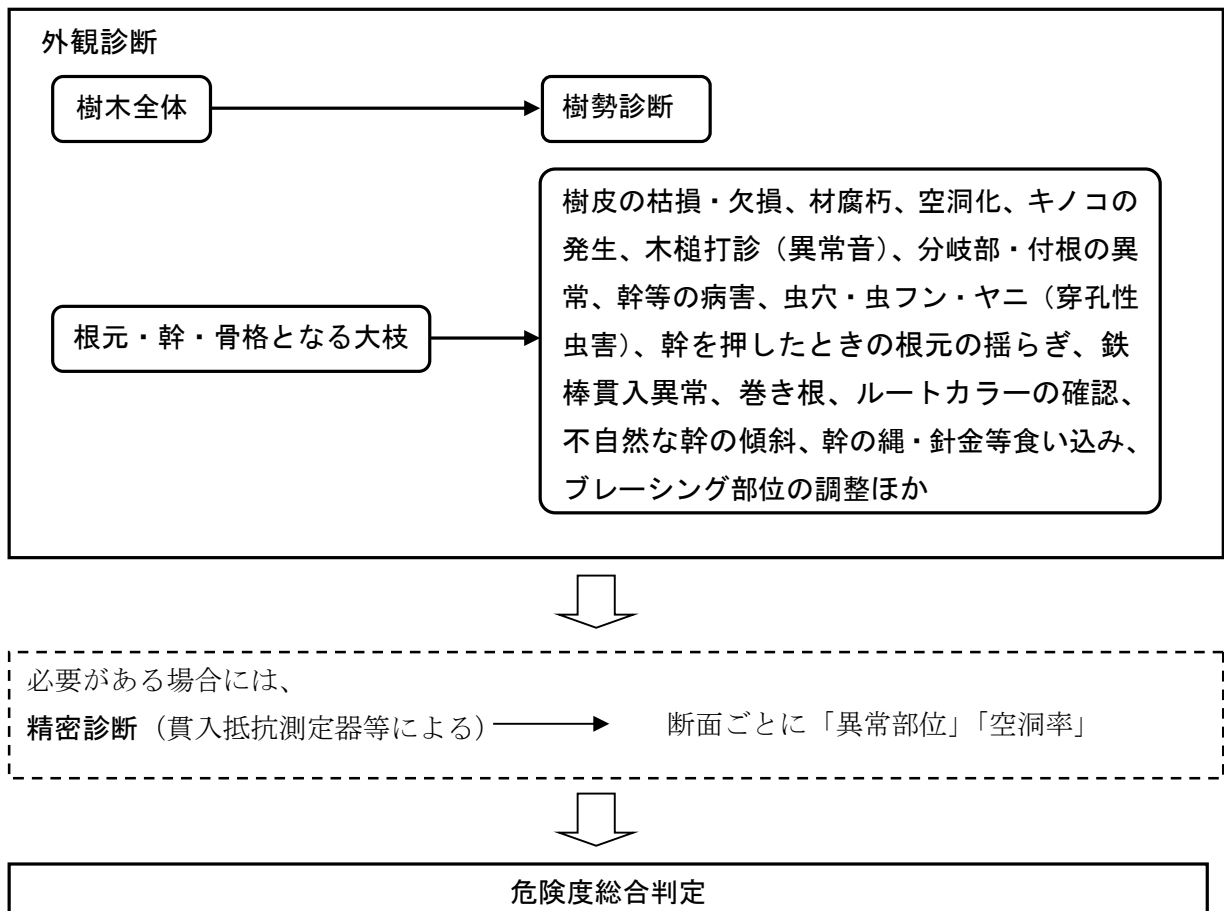 外観診断
樹木全体
樹勢診断
樹皮の枯損・欠損、材腐朽、空洞化、キノコの
発生、木槌打診（異常音）、分岐部・付根の異
常、幹等の病害、虫穴・虫フン・ヤニ（穿孔性
虫害）、幹を押したときの根元の揺らぎ、鉄
棒貫入異常、巻き根、ルートカラーの確認、
不自然な幹の傾斜、幹の縄・針金等食い込み、
ブレーシング部位の調整ほか
根元・幹・骨格となる大枝
必要がある場合には、
精密診断（貫入抵抗測定器等による）
断面ごとに「異常部位」「空洞率」
危険度総合判定